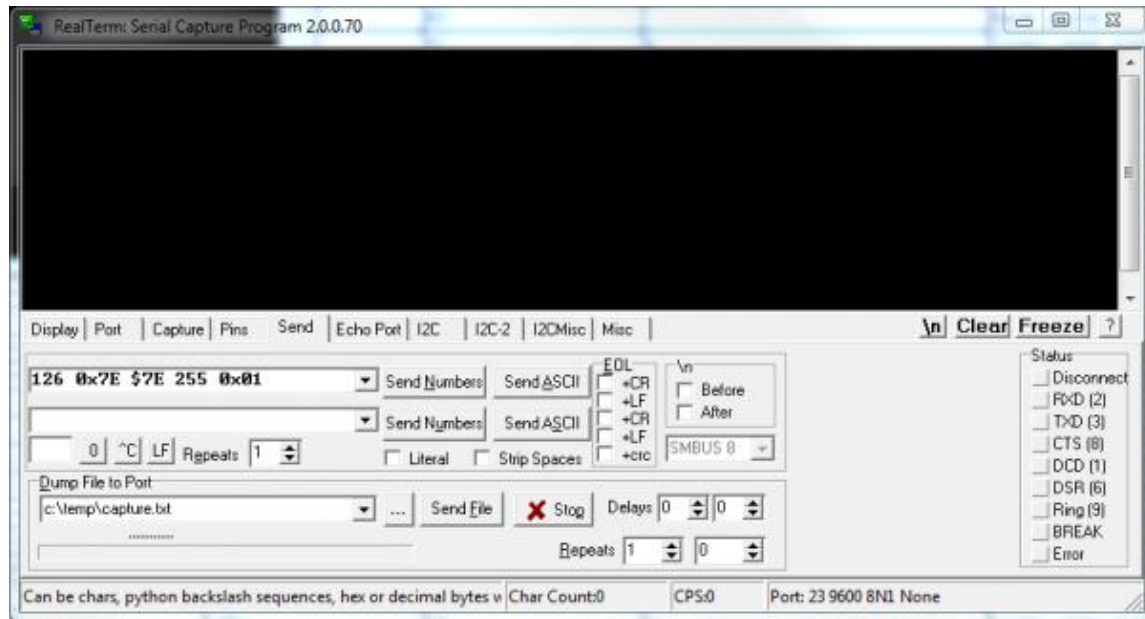 RealTerm: Serial Capture Program 2.0.0.70
Display Port Capture Pins Send Echo Port I2C I2C-2 I2CMisc Misc \n Clear Freeze ?
126 0x7E $7E 255 0x01 Send Numbers Send ASCII
EOL
+CR
+LF
+CR
+LF
+crc
\n
Before
After
Send Numbers Send ASCII
0 ^C LF Repeats 1 Literal Strip Spaces SMBUS 8
Dump File to Port
c:\temp\capture.txt ... Send File Stop Delays 0 0
Repeats 1 0
Status
Disconnect
RXD (2)
TXD (3)
CTS (8)
DCD (1)
DSR (6)
Ring (9)
BREAK
Error
Can be chars, python backslash sequences, hex or decimal bytes w Char Count:0 CPS:0 Port: 23 9600 8N1 None